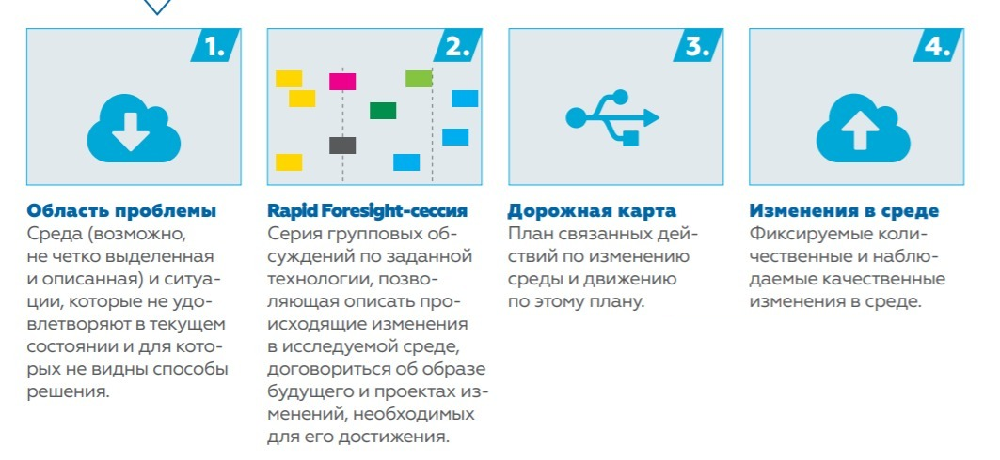 1.
Область проблемы
Среда (возможно,
не четко выделенная
и описанная) и ситуа-
ции, которые не удо-
влетворяют в текущем
состоянии и для кото-
рых не видны способы
решения.
2.
Rapid Foresight-сессия
Серия групповых об-
суждений по заданной
технологии, позво-
ляющая описать про-
исходящие изменения
в исследуемой среде,
договориться об образе
будущего и проектах из-
менений, необходимых
для его достижения.
3.
Дорожная карта
План связанных дей-
ствий по изменению
среды и движению
по этому плану.
4.
Изменения в среде
Фиксируемые коли-
чественные и наблю-
даемые качественные
изменения в среде.